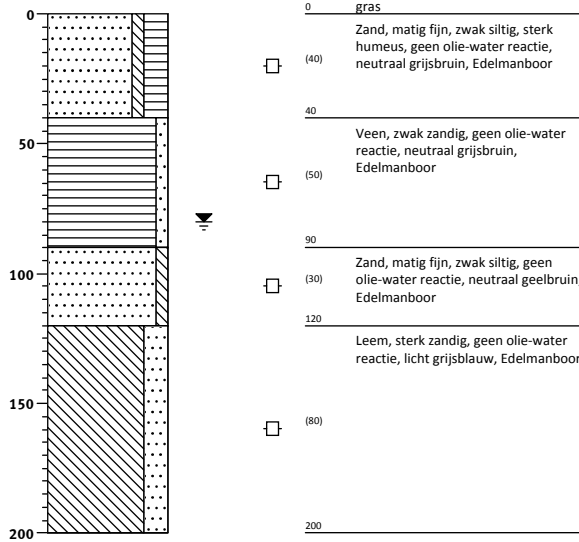 0
0
gras
Zand, matig fijn, zwak siltig, sterk
humeus, geen olie-water reactie,
neutraal grijsbruin, Edelmanboor
(40)
40
50
Veen, zwak zandig, geen olie-water
reactie, neutraal grijsbruin,
Edelmanboor
(50)
90
100
Zand, matig fijn, zwak siltig, geen
olie-water reactie, neutraal geelbruin,
Edelmanboor
(30)
120
Leem, sterk zandig, geen olie-water
reactie, licht grijsblauw, Edelmanboor
150
(80)
200
200